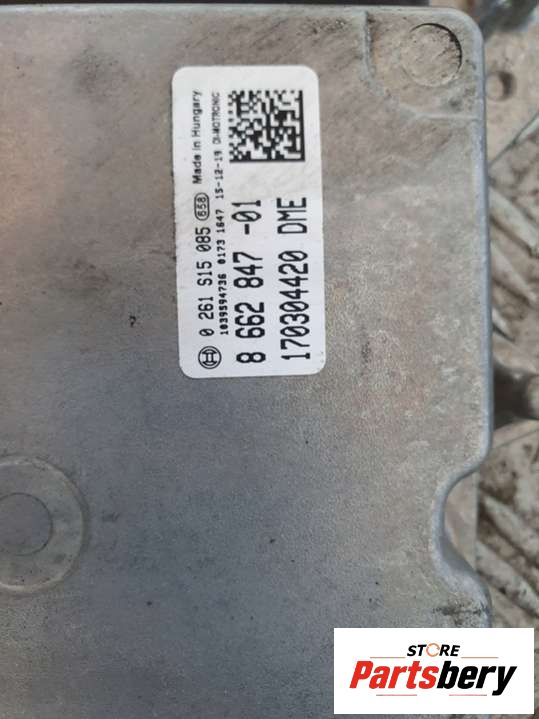 0 261 S15 085 658 Made in Hungary
1039S94736 0173 1647 15-12-19 DI-MOTRONIC
8 662 847 -01
170304420 DME
STORE
Partsbery